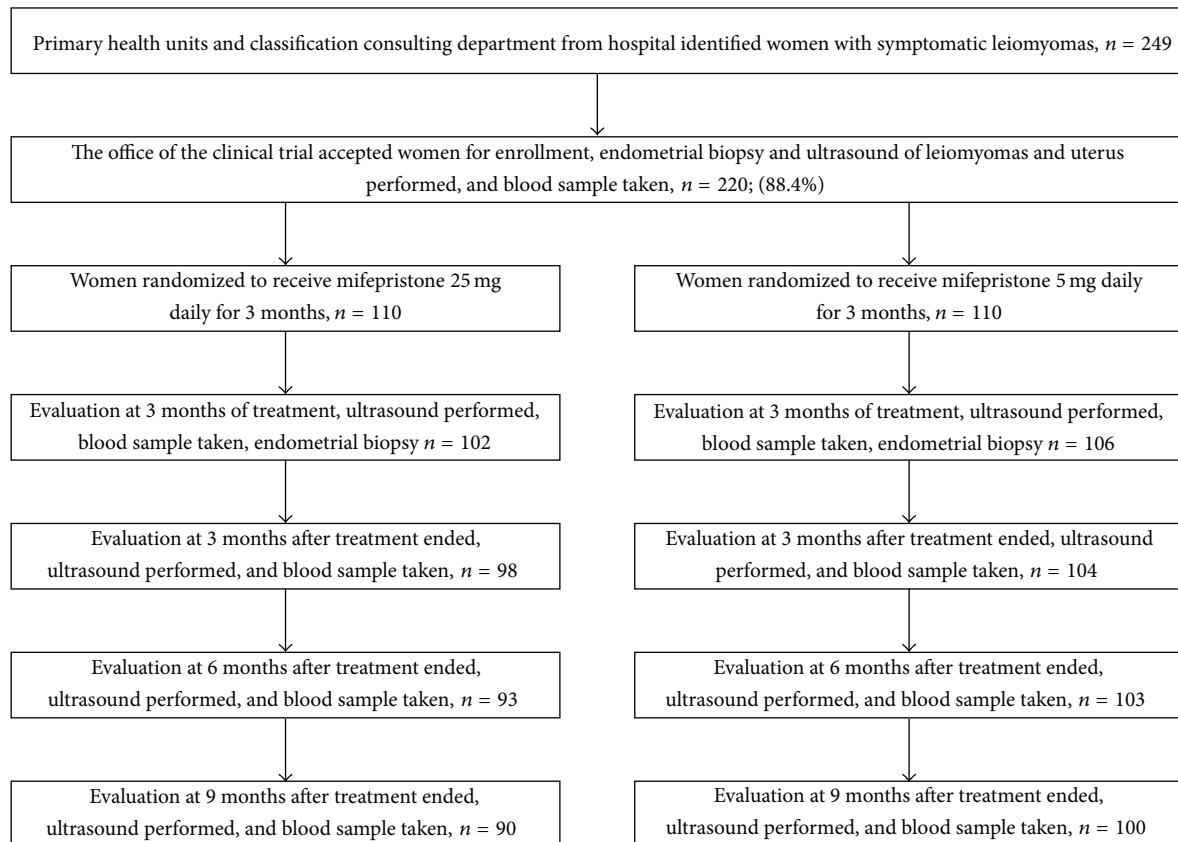 Primary health units and classification consulting department from hospital identified women with symptomatic leiomyomas, n = 249
The office of the clinical trial accepted women for enrollment, endometrial biopsy and ultrasound of leiomyomas and uterus
performed, and blood sample taken, n = 220; (88.4%)
Women randomized to receive mifepristone 25 mg
daily for 3 months, n = 110
Women randomized to receive mifepristone 5 mg daily
for 3 months, n = 110
Evaluation at 3 months of treatment, ultrasound performed,
blood sample taken, endometrial biopsy n = 102
Evaluation at 3 months of treatment, ultrasound performed,
blood sample taken, endometrial biopsy n = 106
Evaluation at 3 months after treatment ended,
ultrasound performed, and blood sample taken, n = 98
Evaluation at 3 months after treatment ended, ultrasound
performed, and blood sample taken, n = 104
Evaluation at 6 months after treatment ended,
ultrasound performed, and blood sample taken, n = 93
Evaluation at 6 months after treatment ended,
ultrasound performed, and blood sample taken, n = 103
Evaluation at 9 months after treatment ended,
ultrasound performed, and blood sample taken, n = 90
Evaluation at 9 months after treatment ended,
ultrasound performed, and blood sample taken, n = 100